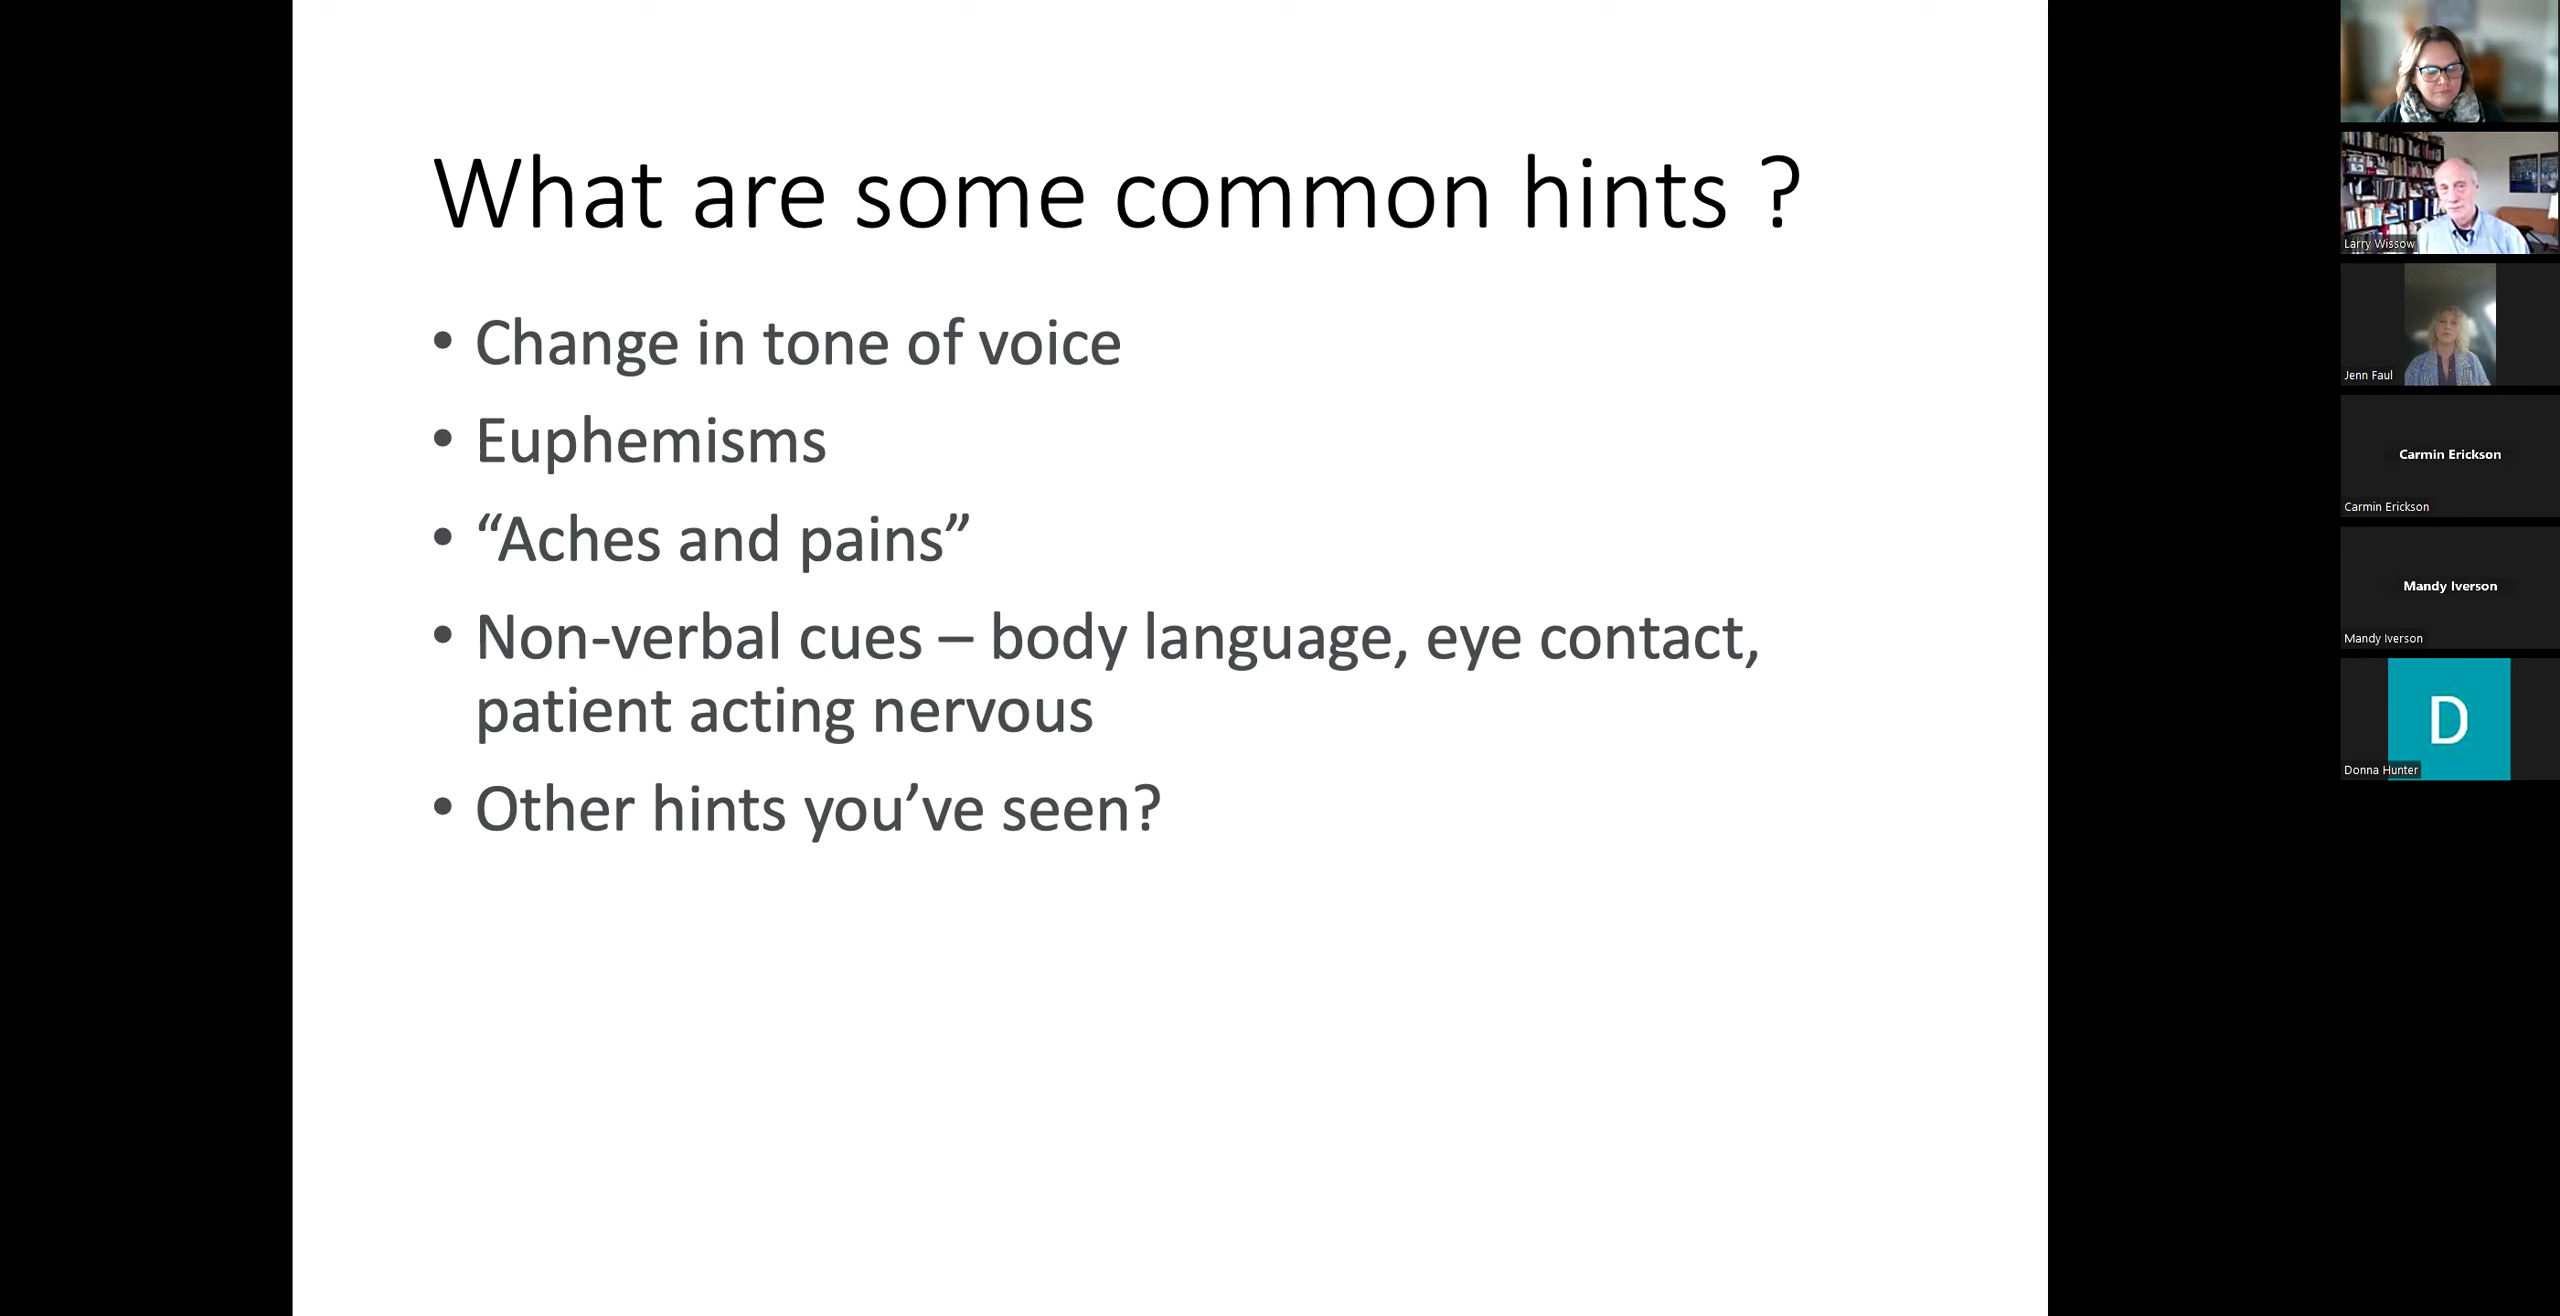 What are some common hints ?
• Change in tone of voice
• Euphemisms
• “Aches and pains”
• Non-verbal cues – body language, eye contact,
patient acting nervous
• Other hints you’ve seen?
Larry Wissow
Jenn Faul
Carmin Erickson
Carmin Erickson
Mandy Iverson
Mandy Iverson
D
Donna Hunter